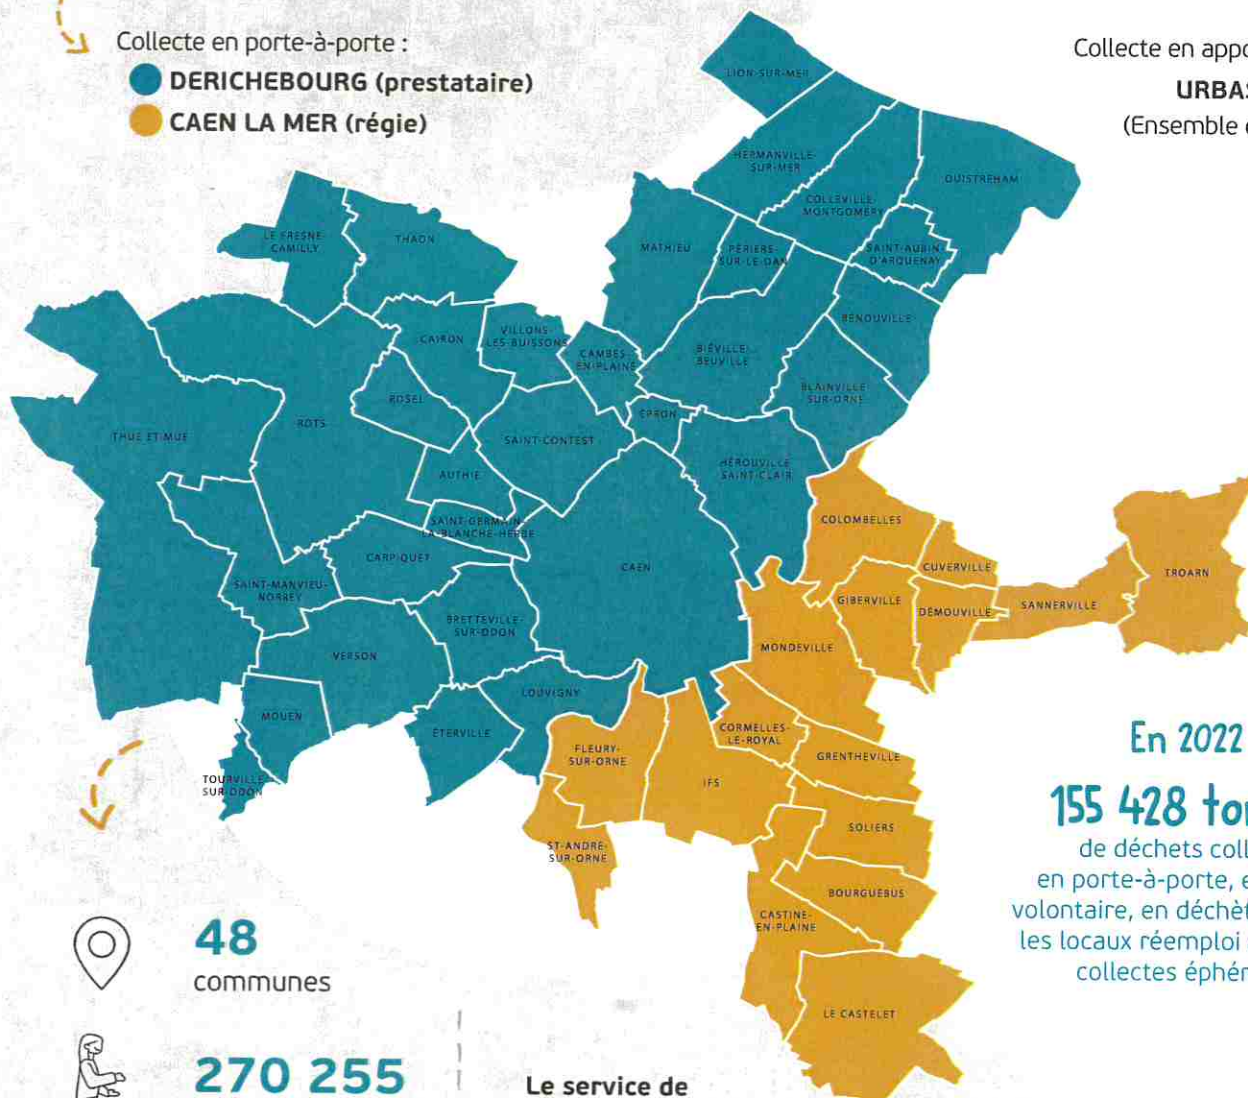 Collecte en porte-à-porte :
DERICHEBOURG (prestataire)
CAEN LA MER (régie)
Collecte en
(Ensemble
LION-SUR-MER
HERMANVILLE-
SUR-MER
COLLEVILLE-
MONTGOMERY
OUISTREHAM
SAINT-AUBIN-
D'ARQUENAY
MATHIEU
PÉRIERS-
SUR-LE-DAN
LE FRESNE-
CAMILLY
THAON
BÉNOUVILLE
CAIRON
VILLONS-
LES-BUISSONS
CAMBES-
EN-PLAINE
BIÉVILLE-
BEUVILLE
BLAINVILLE-
SUR-ORNE
ROSEL
ÉPRON
THUE ET MUE
ROTS
SAINT-CONTEST
AUTHIE
HÉROUVILLE
SAINT-CLAIR
SAINT-GERMAIN-
LA-BLANCHE-HERBE
CARPIQUET
CAEN
COLOMBELLES
CUVERVILLE
TROARN
SAINT-MANVIEU-
NORREY
GIBERVILLE
DÉMOUVILLE
SANNERVILLE
BRETTEVILLE-
SUR-ODON
VERSON
MONDEVILLE
LOUVIGNY
MOUEN
ÉTERVILLE
FLEURY-
SUR-ORNE
CORMELLES-
LE-ROYAL
GRENTHEVILLE
IFS
TOURVILLE-
SUR-ODON
SOLIERS
ST-ANDRÉ-
SUR-ORNE
BOURGUÉBUS
CASTINE-
EN-PLAINE
LE CASTELET
En 2022
155 428
de déchets
en porte-à-porte,
volontaire, en
les locaux réemploi
collectes
48
communes
270 255
Le service de